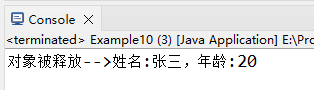 Console
<terminated> Example10 (3) [Java Application] E:\Pro
对象被释放-->姓名:张三，年龄:20